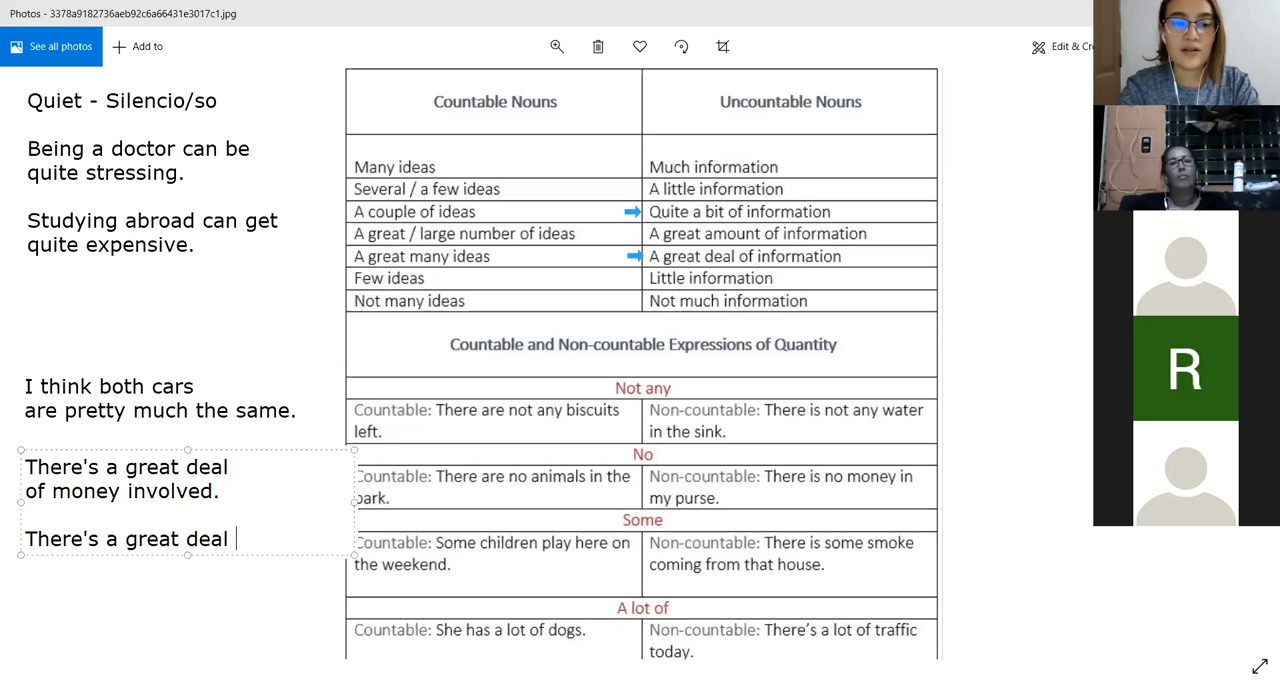 Photos - 3378a9182736aeb92c6a66431e3017c1.jpg
See all photos
Add to
Edit & Cr
Quiet - Silencio/so
Being a doctor can be
quite stressing.
Studying abroad can get
quite expensive.
I think both cars
are pretty much the same.
There's a great deal
of money involved.
There's a great deal
Countable Nouns
Uncountable Nouns
Many ideas
Much information
Several / a few ideas
A little information
A couple of ideas
Quite a bit of information
A great / large number of ideas
A great amount of information
A great many ideas
A great deal of information
Few ideas
Little information
Not many ideas
Not much information
Countable and Non-countable Expressions of Quantity
Not any
Countable: There are not any biscuits
left.
Non-countable: There is not any water
in the sink.
No
Countable: There are no animals in the
park.
Non-countable: There is no money in
my purse.
Some
Countable: Some children play here on
the weekend.
Non-countable: There is some smoke
coming from that house.
A lot of
Countable: She has a lot of dogs.
Non-countable: There's a lot of traffic
today.
R